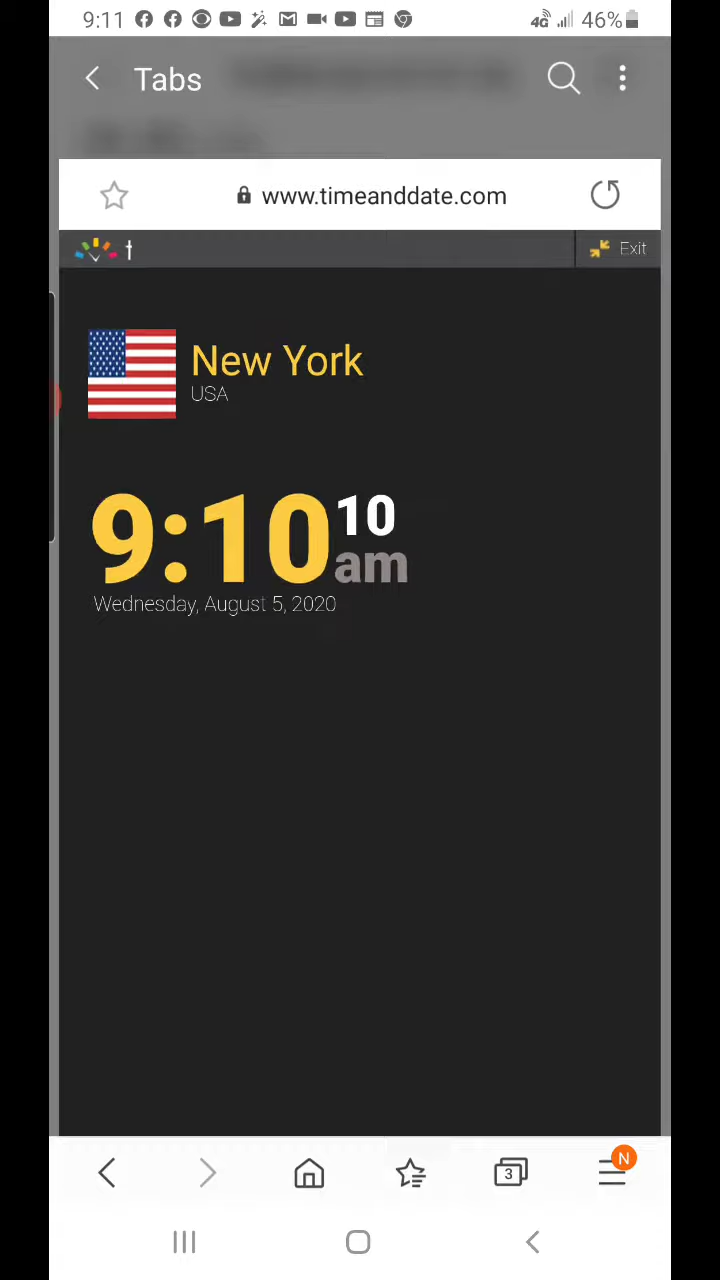 9:11 4G 46%
Tabs
www.timeanddate.com
t Exit
New York
USA
9:10 10 am
Wednesday, August 5, 2020
3 N